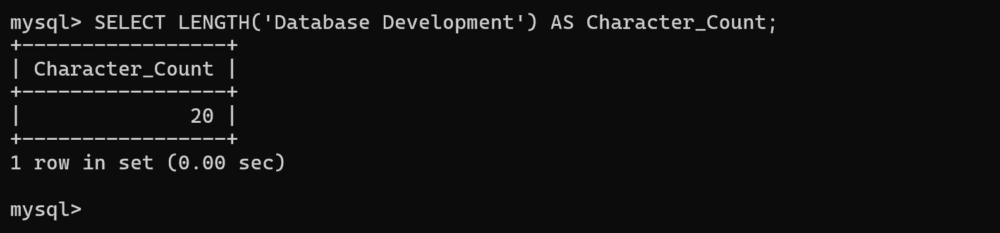 mysql> SELECT LENGTH('Database Development') AS Character_Count;
+-----------------+
| Character_Count |
+-----------------+
|              20 |
+-----------------+
1 row in set (0.00 sec)

mysql>